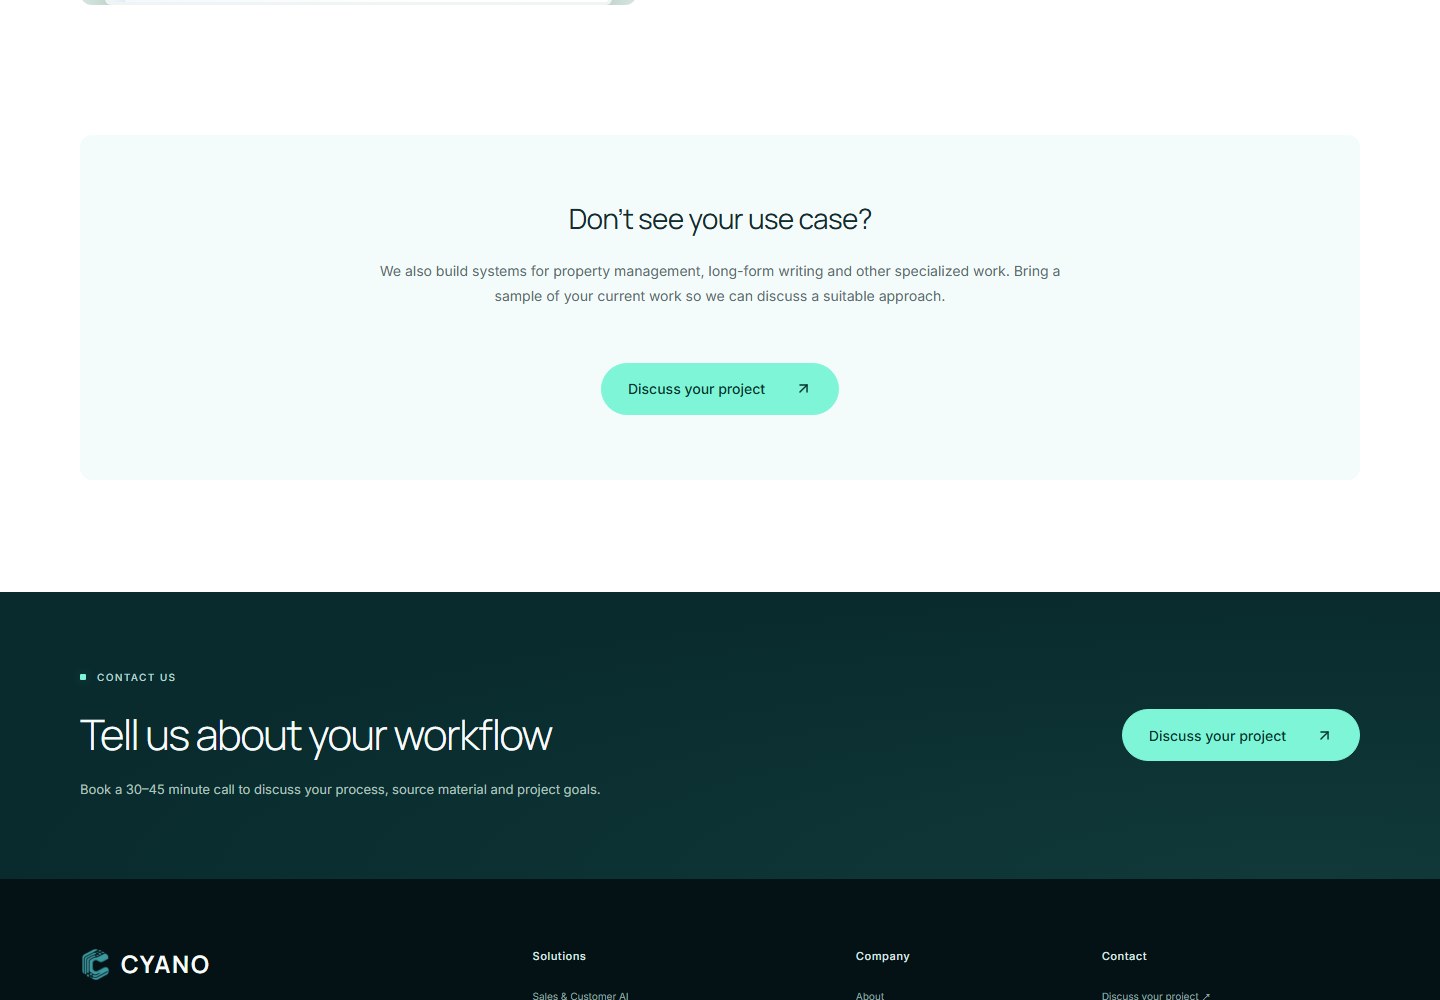 Don’t see your use case?
We also build systems for property management, long-form writing and other specialized work. Bring a
sample of your current work so we can discuss a suitable approach.
Discuss your project
CONTACT US
Tell us about your workflow
Discuss your project
Book a 30–45 minute call to discuss your process, source material and project goals.
CYANO
Solutions
Company
Contact
Sales & Customer AI
About
Discuss your project ↗